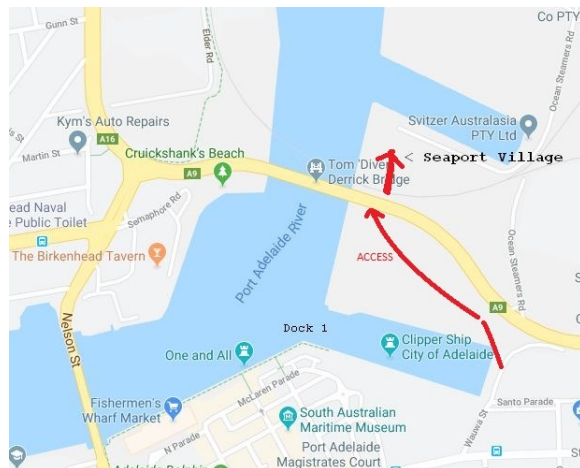 Gunn St
Elder Rd
Co PTY
Ocean Steamers Rd
Kym's Auto Repairs
A16
Svitzer Australasia
PTY Ltd
Martin St
Cruickshank's Beach
A9
Tom 'Diver'
Derrick Bridge
< Seaport Village
ead Naval
e Public Toilet
Semaphore Rd
The Birkenhead Tavern
Port Adelaide River
ACCESS
Ocean Steamers Rd
A9
Nelson St
Dock 1
One and All
Clipper Ship
City of Adelaide
McLaren Parade
Fishermen's
Wharf Market
N Parade
South Australian
Maritime Museum
Port Adelaide
Magistrates Court
Santo Parade
Wauwa St
St